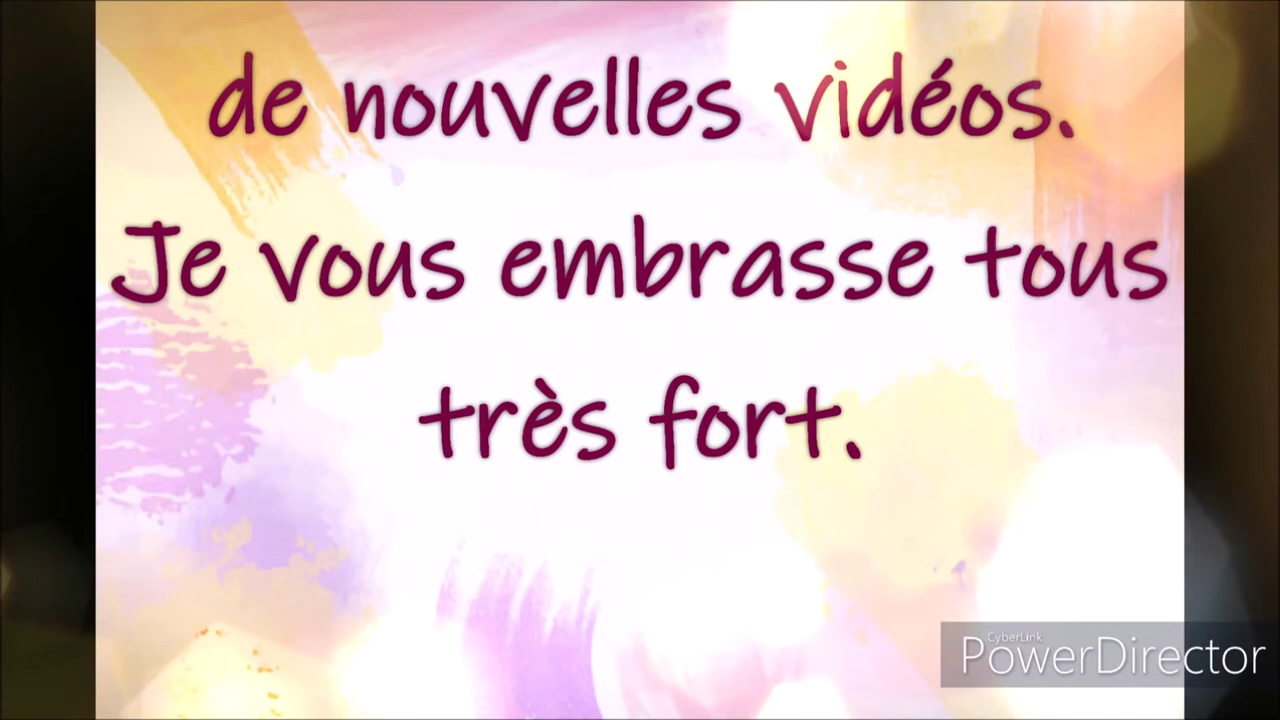 de nouvelles vidéos.
Je vous embrasse tous
très fort.
CyberLink
PowerDirector